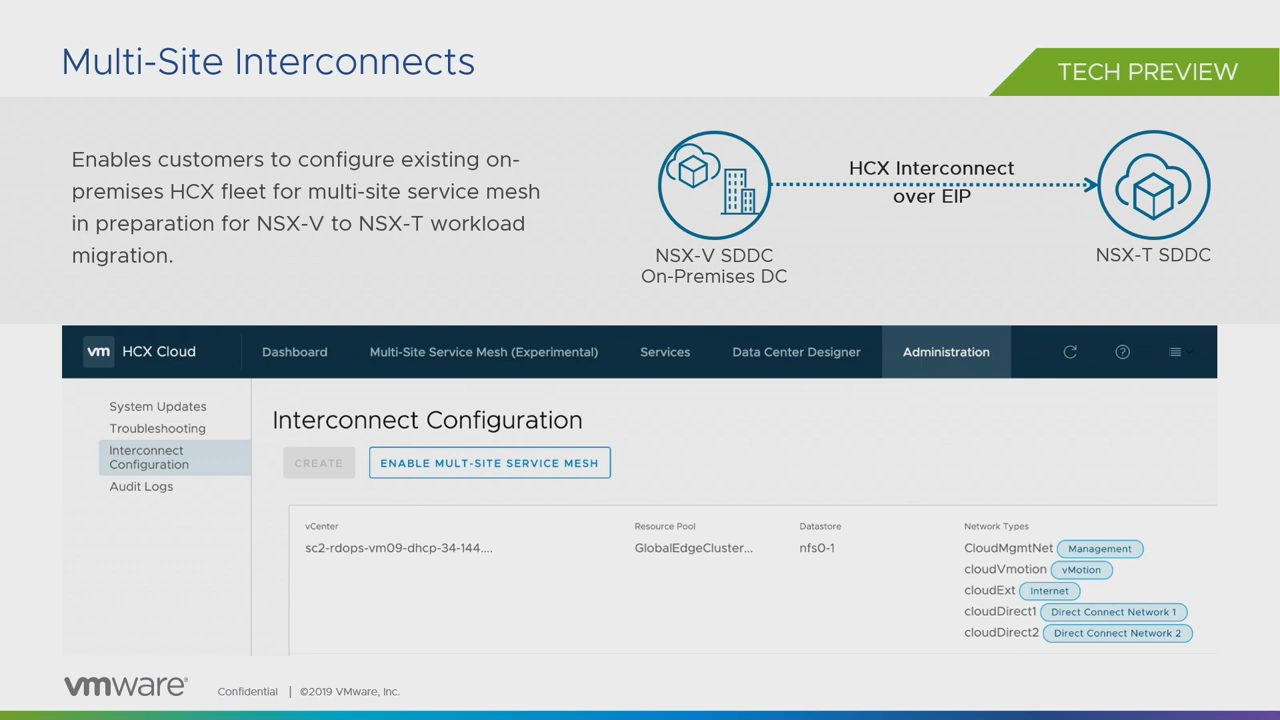 Multi-Site Interconnects
TECH PREVIEW
Enables customers to configure existing on-
premises HCX fleet for multi-site service mesh
in preparation for NSX-V to NSX-T workload
migration.
HCX Interconnect
over EIP
NSX-V SDDC
On-Premises DC
NSX-T SDDC
vm HCX Cloud Dashboard Multi-Site Service Mesh (Experimental) Services Data Center Designer Administration
System Updates
Troubleshooting
Interconnect
Configuration
Audit Logs
Interconnect Configuration
CREATE ENABLE MULT-SITE SERVICE MESH
vCenter Resource Pool Datastore Network Types
sc2-rdops-vm09-dhcp-34-144.... GlobalEdgeCluster... nfs0-1 CloudMgmtNet Management
cloudVmotion vMotion
cloudExt Internet
cloudDirect1 Direct Connect Network 1
cloudDirect2 Direct Connect Network 2
vmware® Confidential | ©2019 VMware, Inc.